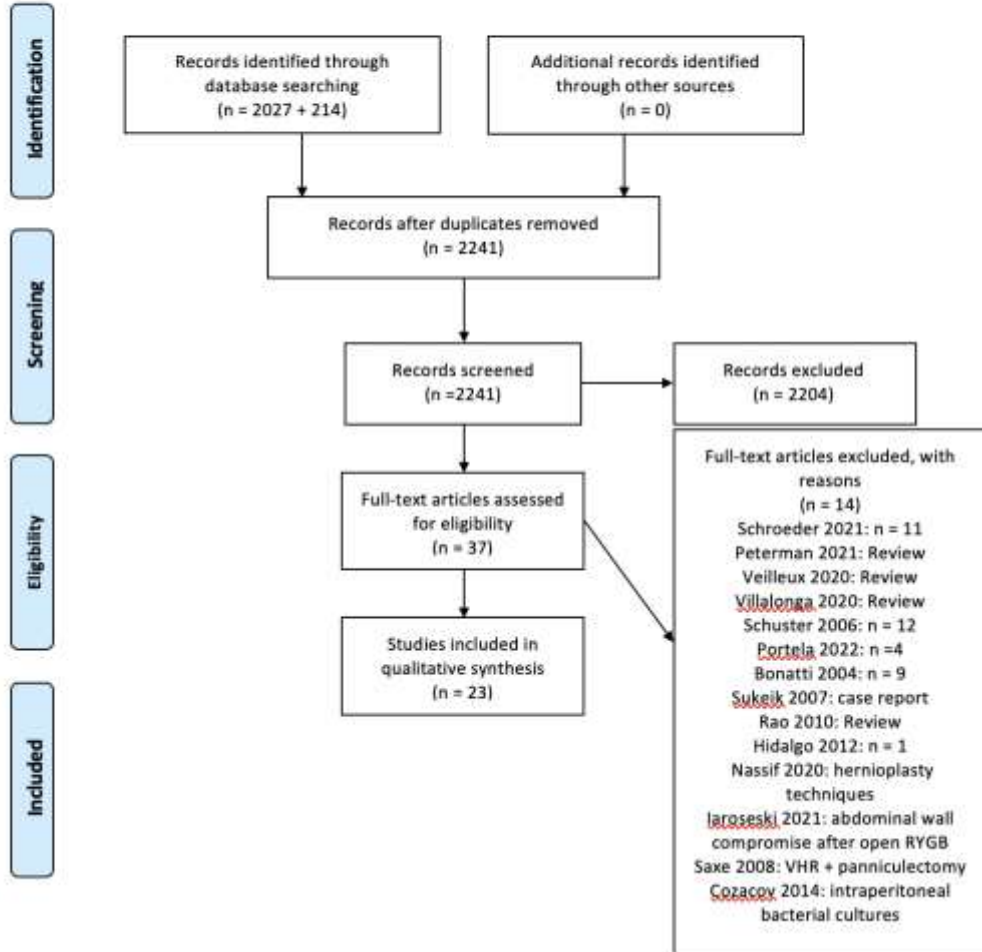 Identification
Records identified through
database searching
(n = 2027 + 214)
Additional records identified
through other sources
(n = 0)
Records after duplicates removed
(n = 2241)
Screening
Records screened
(n =2241)
Records excluded
(n = 2204)
Eligibility
Full-text articles assessed
for eligibility
(n = 37)
Full-text articles excluded, with
reasons
(n = 14)
Schroeder 2021: n = 11
Peterman 2021: Review
Veilleux 2020: Review
Villalonga 2020: Review
Schuster 2006: n = 12
Portela 2022: n =4
Bonatti 2004: n = 9
Sukeik 2007: case report
Rao 2010: Review
Hidalgo 2012: n = 1
Nassif 2020: hernioplasty
techniques
Iaroseski 2021: abdominal wall
compromise after open RYGB
Saxe 2008: VHR + panniculectomy
Cozacov 2014: intraperitoneal
bacterial cultures
Studies included in
qualitative synthesis
(n = 23)
Included